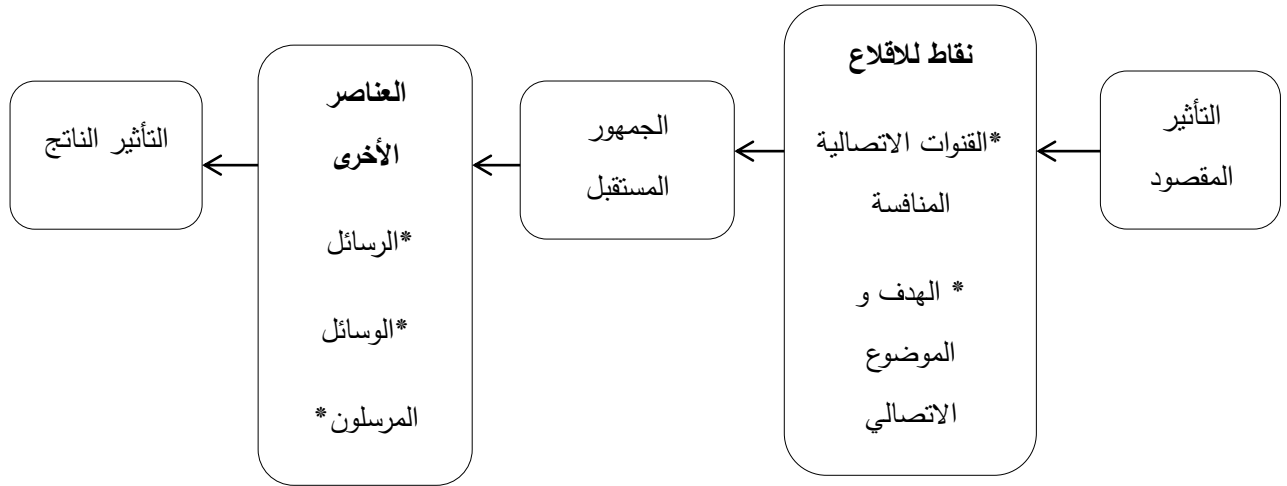 التأثير
المقصود
نقاط للاقلاع
*القنوات الاتصالية
المنافسة
* الهدف و
الموضوع
الاتصالي
الجمهور
المستقبل
العناصر
الأخرى
*الرسائل
*الوسائل
المرسلون*
التأثير الناتج